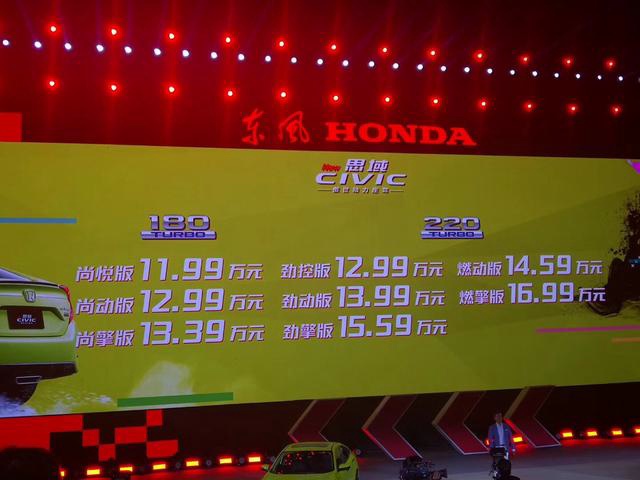 东风 HONDA
New 思域
CIVIC
180 TURBO
220 TURBO
尚悦版 11.99 万元 劲控版 12.99 万元 燃动版 14.59 万元
尚动版 12.99 万元 劲动版 13.99 万元 燃擎版 16.99 万元
尚擎版 13.39 万元 劲擎版 15.59 万元
思域
CIVIC